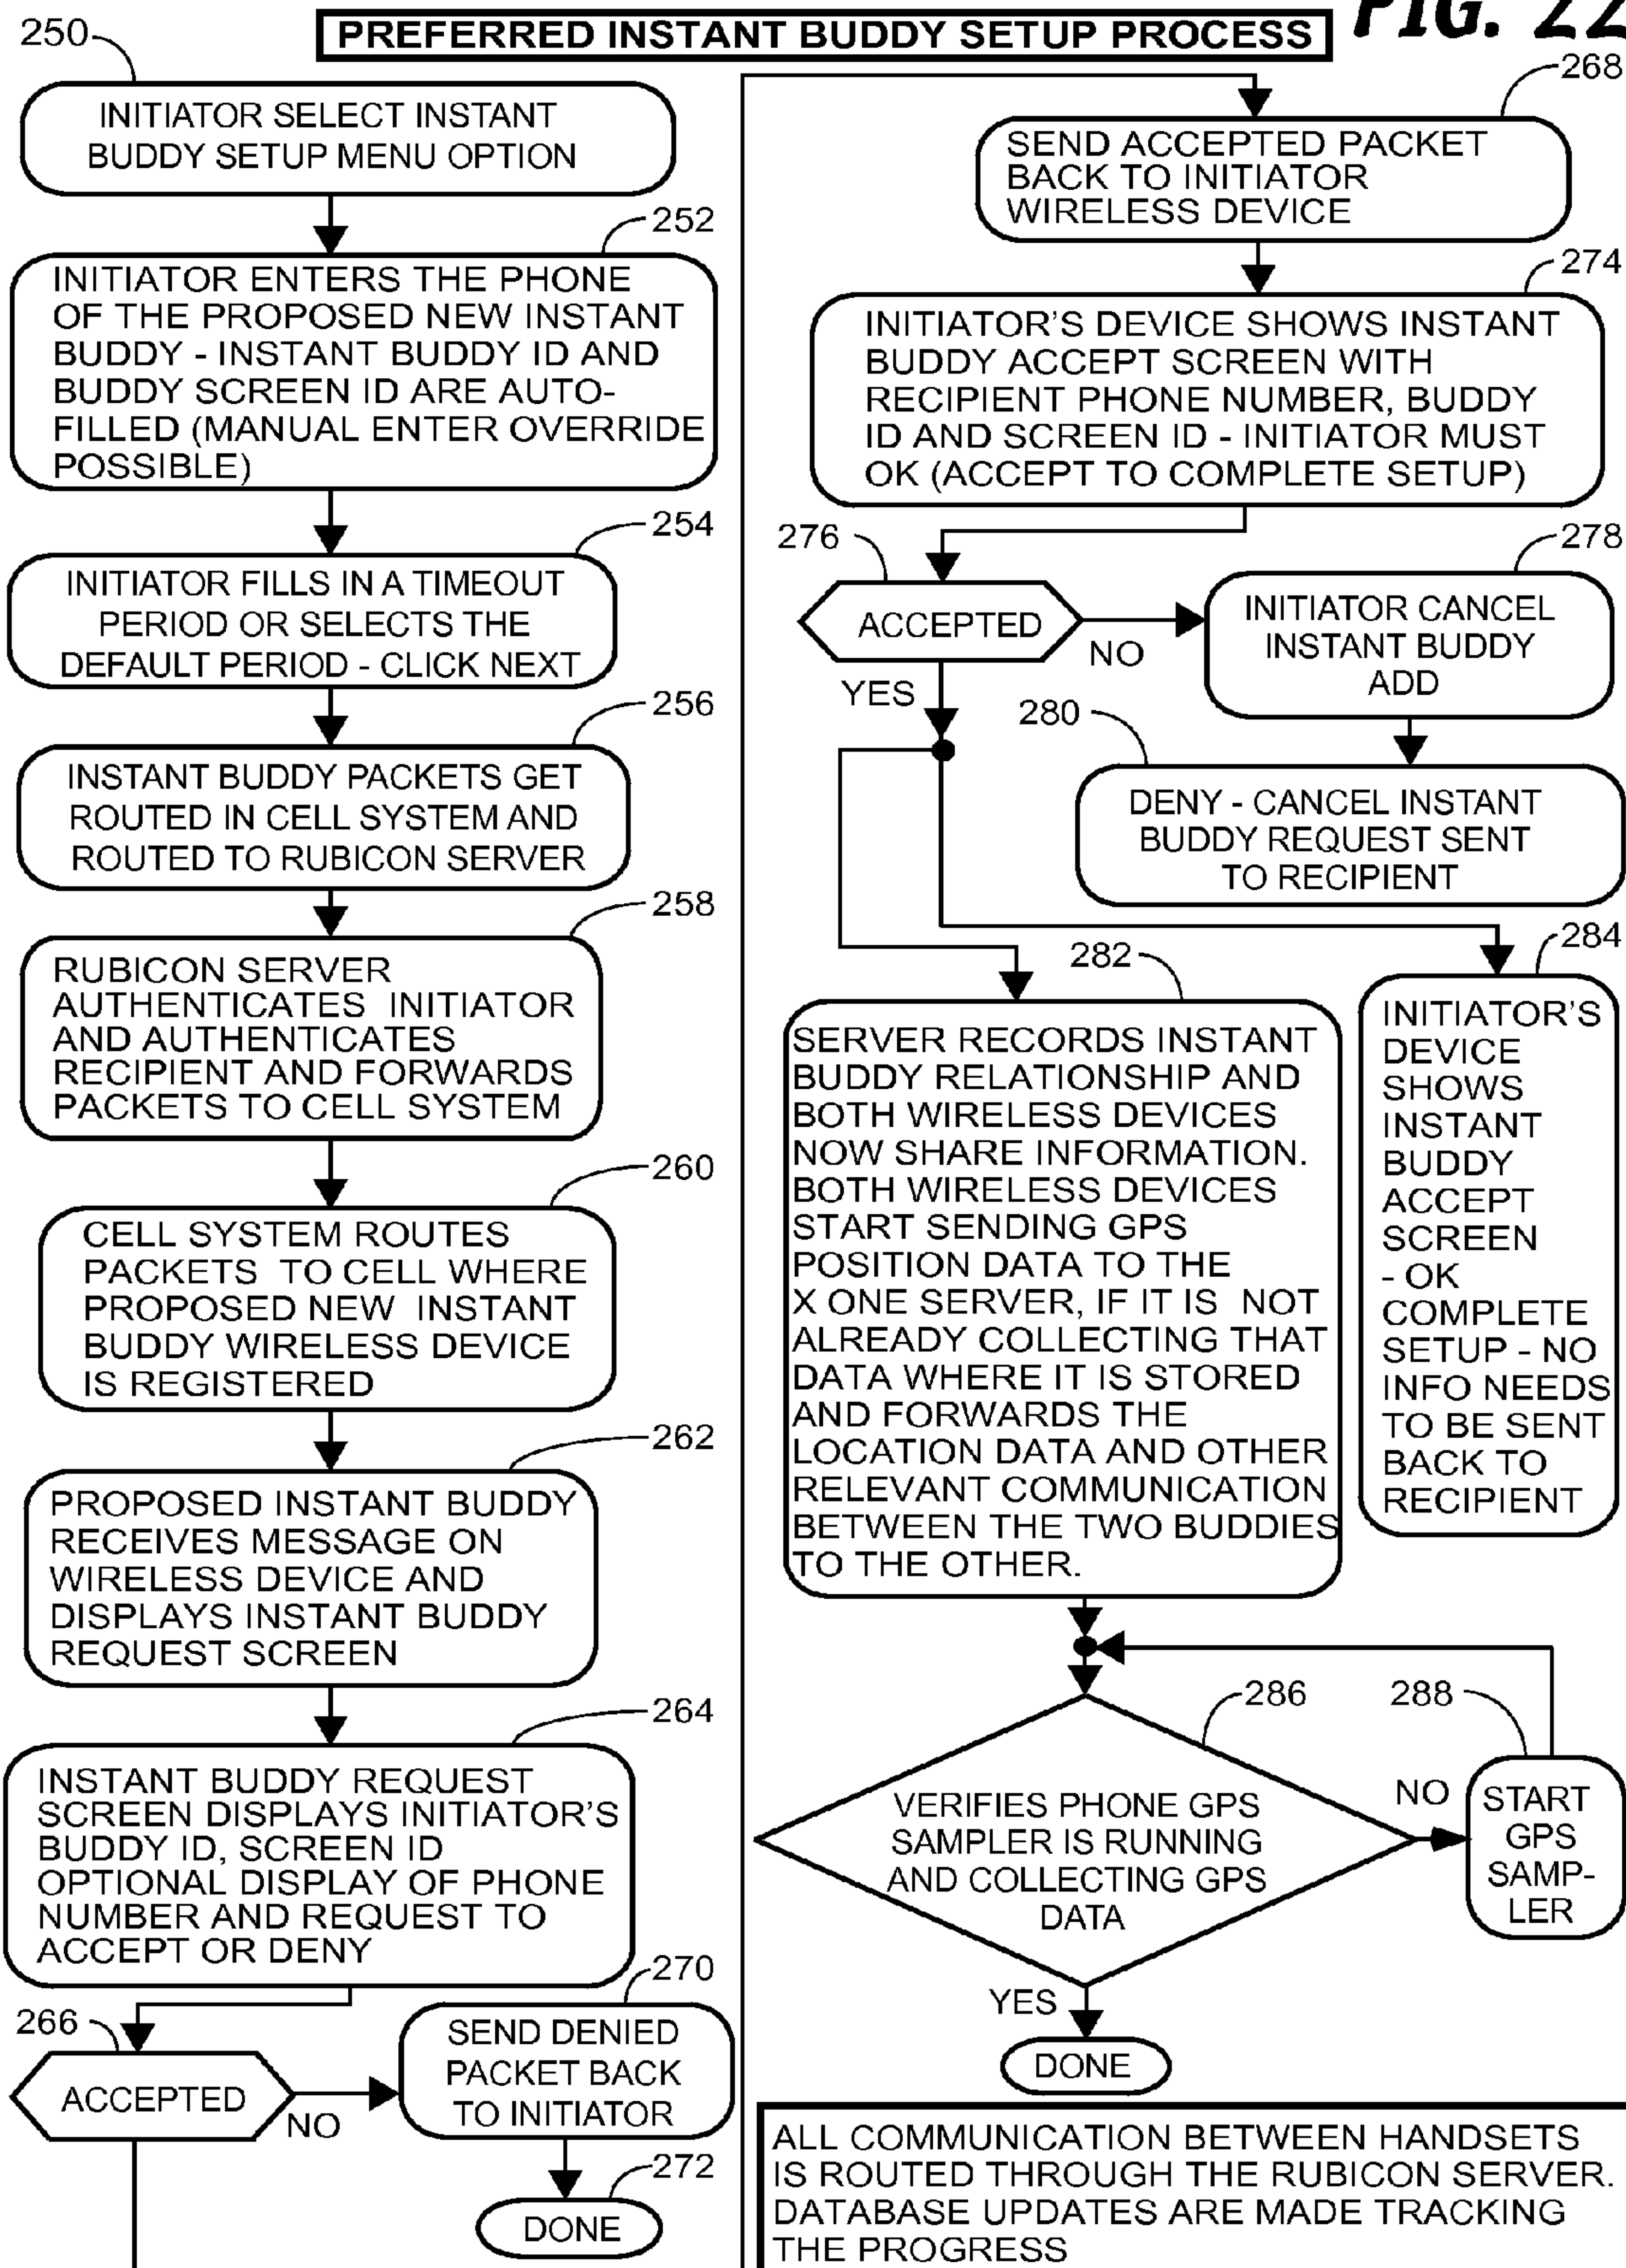 PREFERRED INSTANT BUDDY SETUP PROCESS
FIG. 22
250
INITIATOR SELECT INSTANT
BUDDY SETUP MENU OPTION
252
INITIATOR ENTERS THE PHONE
OF THE PROPOSED NEW INSTANT
BUDDY - INSTANT BUDDY ID AND
BUDDY SCREEN ID ARE AUTO-
FILLED (MANUAL ENTER OVERRIDE
POSSIBLE)
254
INITIATOR FILLS IN A TIMEOUT
PERIOD OR SELECTS THE
DEFAULT PERIOD - CLICK NEXT
256
INSTANT BUDDY PACKETS GET
ROUTED IN CELL SYSTEM AND
ROUTED TO RUBICON SERVER
258
RUBICON SERVER
AUTHENTICATES INITIATOR
AND AUTHENTICATES
RECIPIENT AND FORWARDS
PACKETS TO CELL SYSTEM
260
CELL SYSTEM ROUTES
PACKETS TO CELL WHERE
PROPOSED NEW INSTANT
BUDDY WIRELESS DEVICE
IS REGISTERED
262
PROPOSED INSTANT BUDDY
RECEIVES MESSAGE ON
WIRELESS DEVICE AND
DISPLAYS INSTANT BUDDY
REQUEST SCREEN
264
INSTANT BUDDY REQUEST
SCREEN DISPLAYS INITIATOR'S
BUDDY ID, SCREEN ID
OPTIONAL DISPLAY OF PHONE
NUMBER AND REQUEST TO
ACCEPT OR DENY
266
ACCEPTED
NO
270
SEND DENIED
PACKET BACK
TO INITIATOR
272
DONE
268
SEND ACCEPTED PACKET
BACK TO INITIATOR
WIRELESS DEVICE
274
INITIATOR'S DEVICE SHOWS INSTANT
BUDDY ACCEPT SCREEN WITH
RECIPIENT PHONE NUMBER, BUDDY
ID AND SCREEN ID - INITIATOR MUST
OK (ACCEPT TO COMPLETE SETUP)
276
ACCEPTED
NO
YES
278
INITIATOR CANCEL
INSTANT BUDDY
ADD
280
DENY - CANCEL INSTANT
BUDDY REQUEST SENT
TO RECIPIENT
282
SERVER RECORDS INSTANT
BUDDY RELATIONSHIP AND
BOTH WIRELESS DEVICES
NOW SHARE INFORMATION.
BOTH WIRELESS DEVICES
START SENDING GPS
POSITION DATA TO THE
X ONE SERVER, IF IT IS NOT
ALREADY COLLECTING THAT
DATA WHERE IT IS STORED
AND FORWARDS THE
LOCATION DATA AND OTHER
RELEVANT COMMUNICATION
BETWEEN THE TWO BUDDIES
TO THE OTHER.
284
INITIATOR'S
DEVICE
SHOWS
INSTANT
BUDDY
ACCEPT
SCREEN
- OK
COMPLETE
SETUP - NO
INFO NEEDS
TO BE SENT
BACK TO
RECIPIENT
286
VERIFIES PHONE GPS
SAMPLER IS RUNNING
AND COLLECTING GPS
DATA
NO
288
START
GPS
SAMP-
LER
YES
DONE
ALL COMMUNICATION BETWEEN HANDSETS
IS ROUTED THROUGH THE RUBICON SERVER.
DATABASE UPDATES ARE MADE TRACKING
THE PROGRESS